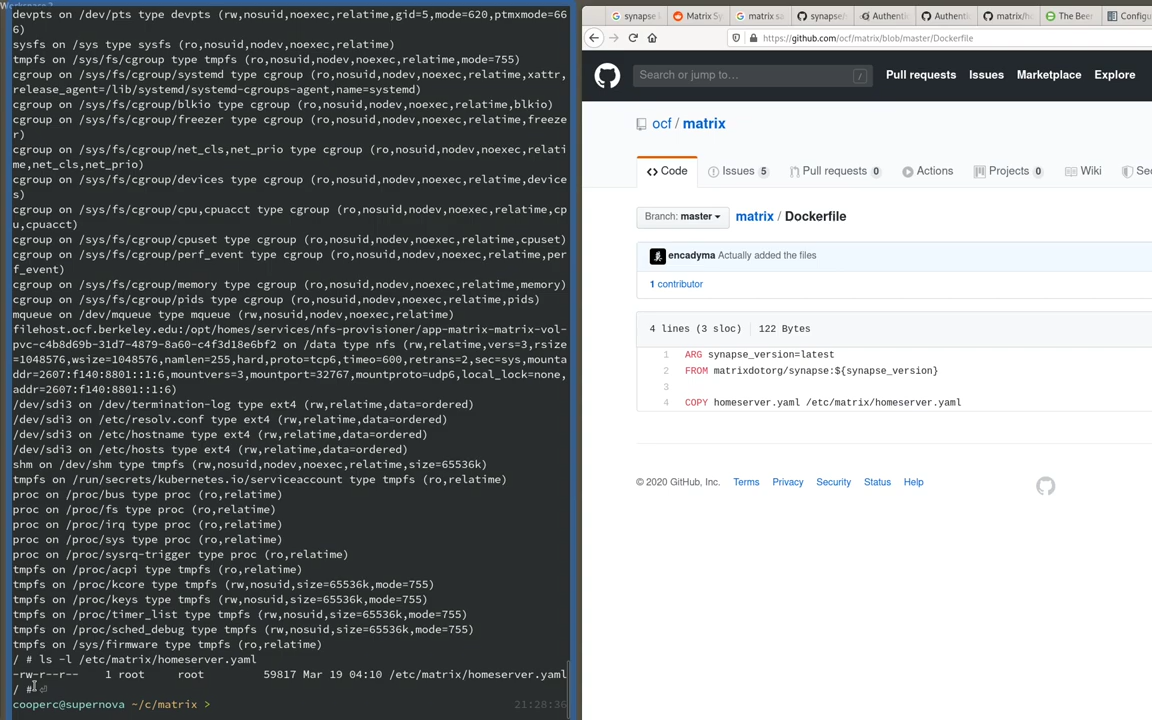 devpts on /dev/pts type devpts (rw,nosuid,noexec,relatime,gid=5,mode=620,ptmxmode=66
6)
sysfs on /sys type sysfs (ro,nosuid,nodev,noexec,relatime)
tmpfs on /sys/fs/cgroup type tmpfs (ro,nosuid,nodev,noexec,relatime,mode=755)
cgroup on /sys/fs/cgroup/systemd type cgroup (ro,nosuid,nodev,noexec,relatime,xattr,
release_agent=/lib/systemd/systemd-cgroups-agent,name=systemd)
cgroup on /sys/fs/cgroup/blkio type cgroup (ro,nosuid,nodev,noexec,relatime,blkio)
cgroup on /sys/fs/cgroup/freezer type cgroup (ro,nosuid,nodev,noexec,relatime,freeze
r)
cgroup on /sys/fs/cgroup/net_cls,net_prio type cgroup (ro,nosuid,nodev,noexec,relati
me,net_cls,net_prio)
cgroup on /sys/fs/cgroup/devices type cgroup (ro,nosuid,nodev,noexec,relatime,device
s)
cgroup on /sys/fs/cgroup/cpu,cpuacct type cgroup (ro,nosuid,nodev,noexec,relatime,cp
u,cpuacct)
cgroup on /sys/fs/cgroup/cpuset type cgroup (ro,nosuid,nodev,noexec,relatime,cpuset)
cgroup on /sys/fs/cgroup/perf_event type cgroup (ro,nosuid,nodev,noexec,relatime,per
f_event)
cgroup on /sys/fs/cgroup/memory type cgroup (ro,nosuid,nodev,noexec,relatime,memory)
cgroup on /sys/fs/cgroup/pids type cgroup (ro,nosuid,nodev,noexec,relatime,pids)
mqueue on /dev/mqueue type mqueue (rw,nosuid,nodev,noexec,relatime)
filehost.ocf.berkeley.edu:/opt/homes/services/nfs-provisioner/app-matrix-matrix-vol-
pvc-c4b8d69b-31d7-4879-8a60-c4f3d18e6bf2 on /data type nfs (rw,relatime,vers=3,rsize
=1048576,wsize=1048576,namlen=255,hard,proto=tcp6,timeo=600,retrans=2,sec=sys,mounta
ddr=2607:f140:8801::1:6,mountvers=3,mountport=32767,mountproto=udp6,local_lock=none,
addr=2607:f140:8801::1:6)
/dev/sdi3 on /dev/termination-log type ext4 (rw,relatime,data=ordered)
/dev/sdi3 on /etc/resolv.conf type ext4 (rw,relatime,data=ordered)
/dev/sdi3 on /etc/hostname type ext4 (rw,relatime,data=ordered)
/dev/sdi3 on /etc/hosts type ext4 (rw,relatime,data=ordered)
shm on /dev/shm type tmpfs (rw,nosuid,nodev,noexec,relatime,size=65536k)
tmpfs on /run/secrets/kubernetes.io/serviceaccount type tmpfs (ro,relatime)
proc on /proc/bus type proc (ro,relatime)
proc on /proc/fs type proc (ro,relatime)
proc on /proc/irq type proc (ro,relatime)
proc on /proc/sys type proc (ro,relatime)
proc on /proc/sysrq-trigger type proc (ro,relatime)
tmpfs on /proc/acpi type tmpfs (ro,relatime)
tmpfs on /proc/kcore type tmpfs (rw,nosuid,size=65536k,mode=755)
tmpfs on /proc/keys type tmpfs (rw,nosuid,size=65536k,mode=755)
tmpfs on /proc/timer_list type tmpfs (rw,nosuid,size=65536k,mode=755)
tmpfs on /proc/sched_debug type tmpfs (rw,nosuid,size=65536k,mode=755)
tmpfs on /sys/firmware type tmpfs (ro,relatime)
/ # ls -l /etc/matrix/homeserver.yaml
-rw-r--r-- 1 root root 59817 Mar 19 04:10 /etc/matrix/homeserver.yaml
/ # ⏎
cooperc@supernova ~/c/matrix > 21:28:36
synapse Matrix Sy matrix sa synapse/ Authentic Authent matrix/h The Bees Configu
https://github.com/ocf/matrix/blob/master/Dockerfile
Search or jump to… / Pull requests Issues Marketplace Explore
ocf / matrix
Code Issues 5 Pull requests 0 Actions Projects 0 Wiki Sec
Branch: master matrix / Dockerfile
encadyma Actually added the files
1 contributor
4 lines (3 sloc) 122 Bytes
1 ARG synapse_version=latest
2 FROM matrixdotorg/synapse:${synapse_version}
3
4 COPY homeserver.yaml /etc/matrix/homeserver.yaml
© 2020 GitHub, Inc. Terms Privacy Security Status Help